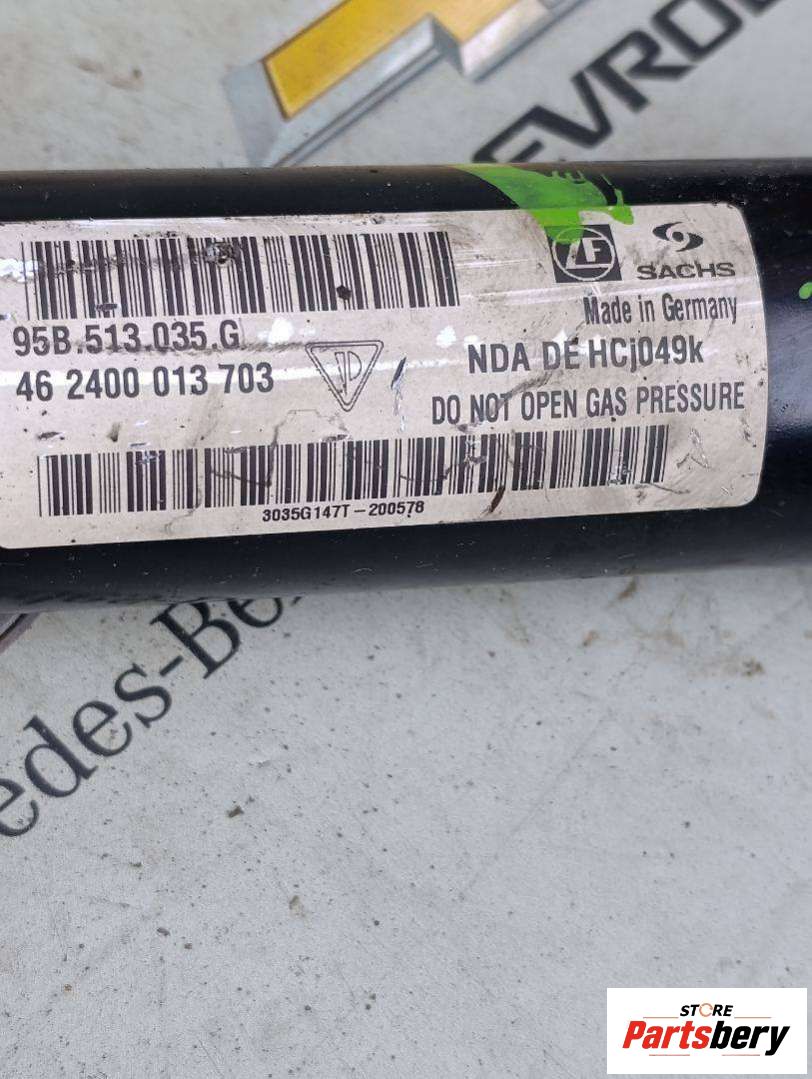 EVROL
ZF
SACHS
Made in Germany
95B.513.035.G
46 2400 013 703
NDA DE HCj049k
DO NOT OPEN GAS PRESSURE
3035G147T-200578
edes-Be
STORE
Partsbery